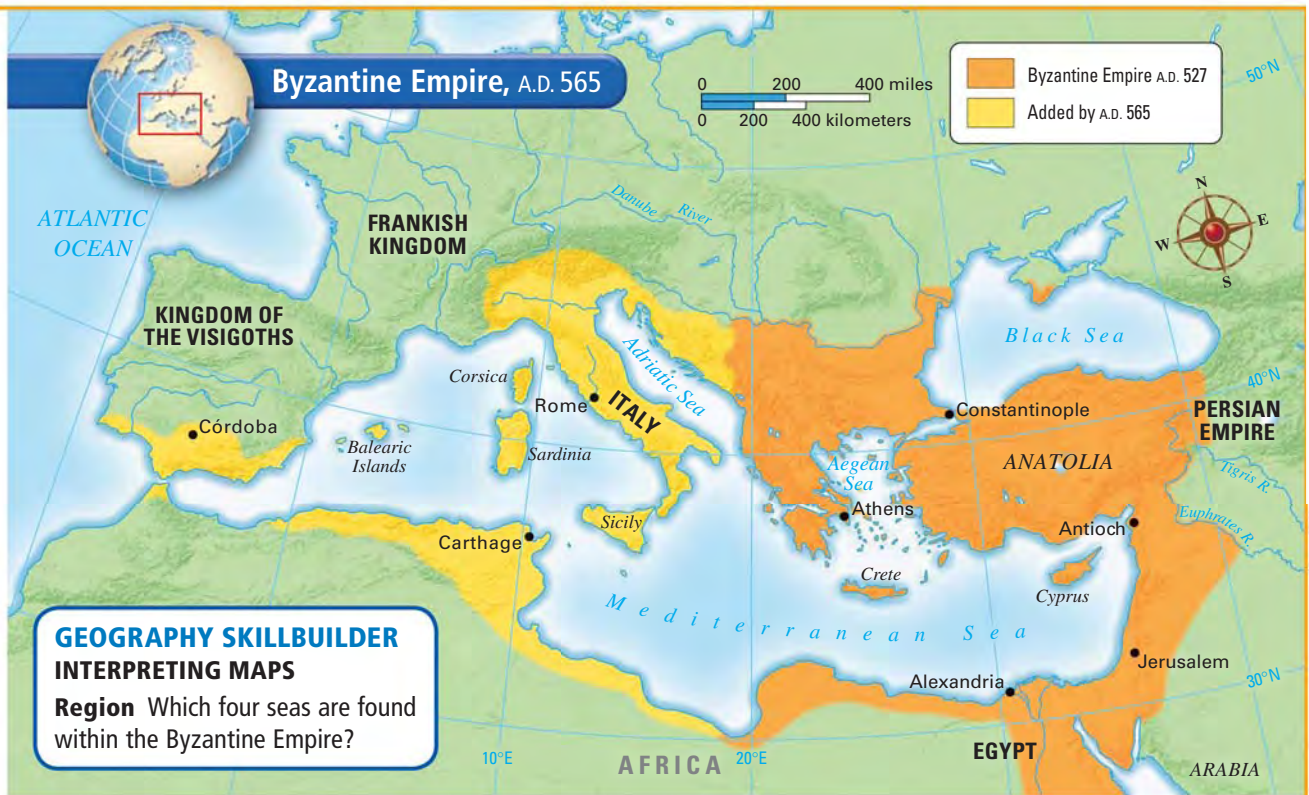 Byzantine Empire, A.D. 565
0 200 400 miles
0 200 400 kilometers
Byzantine Empire A.D. 527
Added by A.D. 565
50°N
N
E
W
S
ATLANTIC
OCEAN
FRANKISH
KINGDOM
Danube River
KINGDOM OF
THE VISIGOTHS
Black Sea
40°N
Adriatic Sea
Corsica
Rome
ITALY
Constantinople
PERSIAN
EMPIRE
Córdoba
Balearic
Islands
Sardinia
Aegean
Sea
ANATOLIA
Tigris R.
Athens
Euphrates R.
Sicily
Antioch
Carthage
Crete
Cyprus
Mediterranean Sea
Jerusalem
Alexandria
30°N
GEOGRAPHY SKILLBUILDER
INTERPRETING MAPS
Region Which four seas are found
within the Byzantine Empire?
10°E
AFRICA
20°E
EGYPT
ARABIA